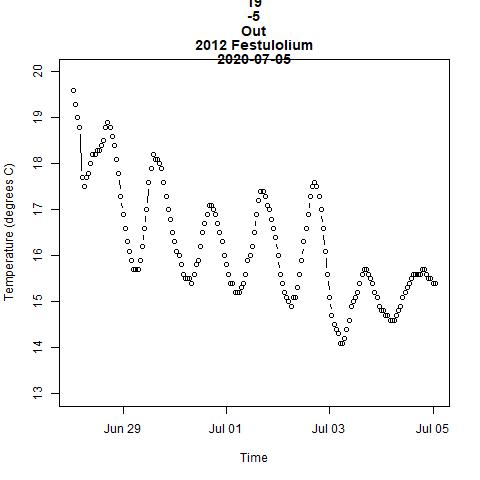 19
-5
Out
2012 Festulolium
2020-07-05
Temperature (degrees C)
20
19
18
17
16
15
14
13
Jun 29
Jul 01
Jul 03
Jul 05
Time